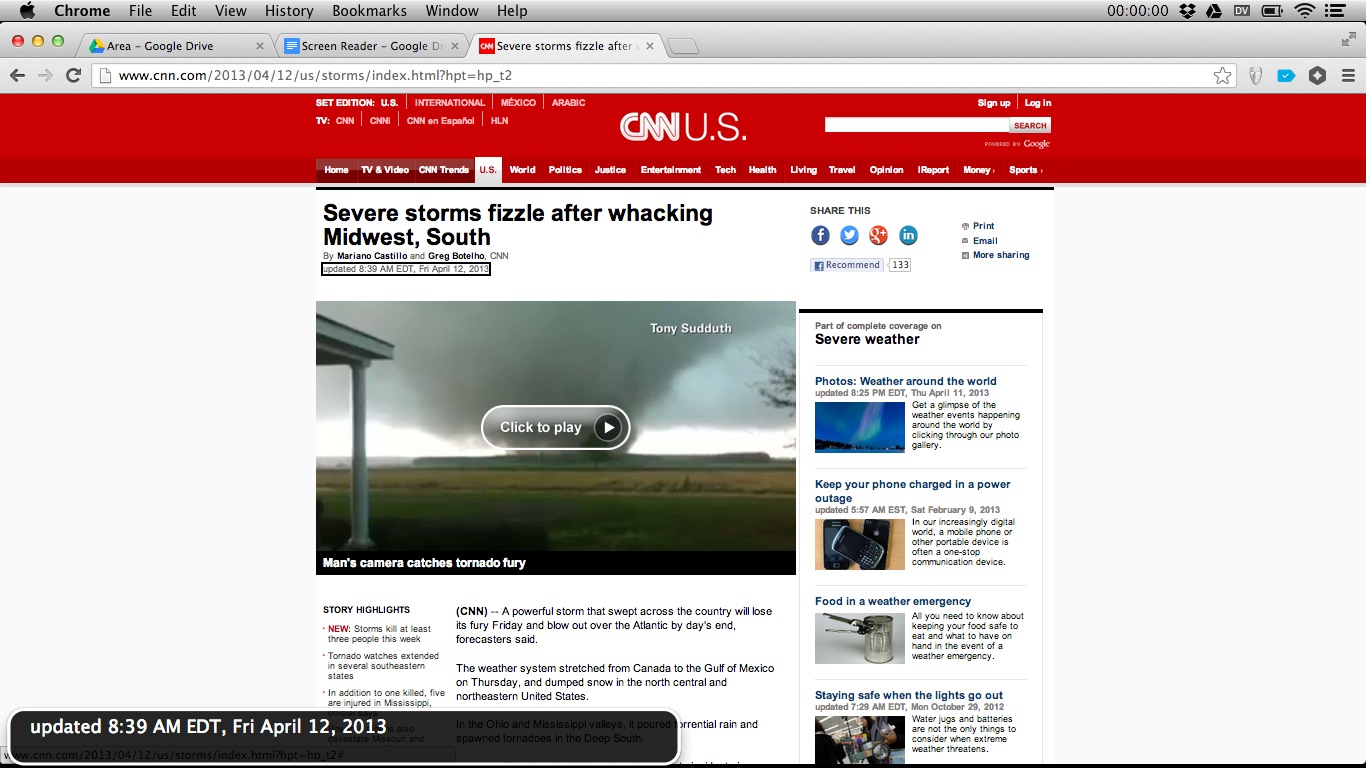 Chrome File Edit View History Bookmarks Window Help 00:00:00 DV
Area - Google Drive
Screen Reader - Google Dr
CNN Severe storms fizzle after w
www.cnn.com/2013/04/12/us/storms/index.html?hpt=hp_t2
SET EDITION: U.S. INTERNATIONAL MÉXICO ARABIC
TV: CNN CNNi CNN en Español HLN
CNN U.S.
Sign up Log in
SEARCH
POWERED BY Google
Home TV & Video CNN Trends U.S. World Politics Justice Entertainment Tech Health Living Travel Opinion iReport Money › Sports ›
Severe storms fizzle after whacking
Midwest, South
By Mariano Castillo and Greg Botelho, CNN
updated 8:39 AM EDT, Fri April 12, 2013
SHARE THIS
Recommend 133
Print
Email
More sharing
Tony Sudduth
Click to play
Man's camera catches tornado fury
STORY HIGHLIGHTS
NEW: Storms kill at least
three people this week
Tornado watches extended
in several southeastern
states
In addition to one killed, five
are injured in Mississippi,
(CNN) -- A powerful storm that swept across the country will lose
its fury Friday and blow out over the Atlantic by day's end,
forecasters said.
The weather system stretched from Canada to the Gulf of Mexico
on Thursday, and dumped snow in the north central and
northeastern United States.
In the Ohio and Mississippi valleys, it poured torrential rain and
spawned tornadoes in the Deep South.
Part of complete coverage on
Severe weather
Photos: Weather around the world
updated 8:25 PM EDT, Thu April 11, 2013
Get a glimpse of the
weather events happening
around the world by
clicking through our photo
gallery.
Keep your phone charged in a power
outage
updated 5:57 AM EST, Sat February 9, 2013
In our increasingly digital
world, a mobile phone or
other portable device is
often a one-stop
communication device.
Food in a weather emergency
All you need to know about
keeping your food safe to
eat and what to have on
hand in the event of a
weather emergency.
Staying safe when the lights go out
updated 7:29 AM EDT, Mon October 29, 2012
Water jugs and batteries
are not the only things to
consider when extreme
weather threatens.
updated 8:39 AM EDT, Fri April 12, 2013
www.cnn.com/2013/04/12/us/storms/index.html?hpt=hp_t2#